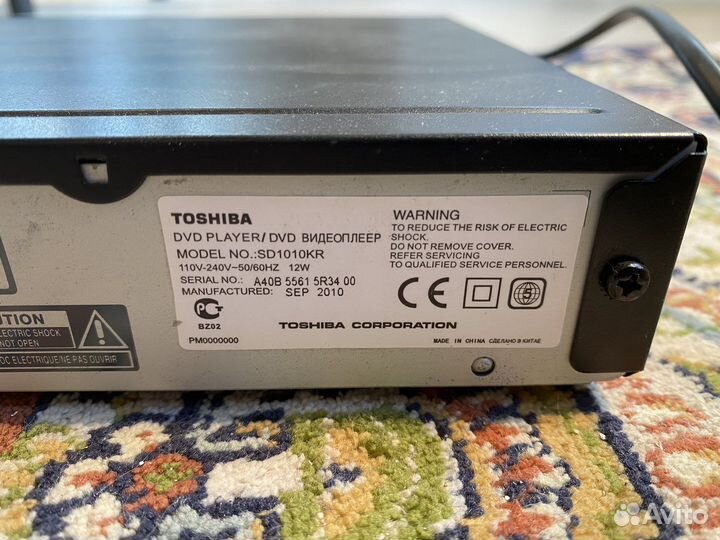 TOSHIBA
DVD PLAYER/ DVD ВИДЕОПЛЕЕР
MODEL NO.:SD1010KR
110V-240V~50/60HZ 12W
SERIAL NO.: A40B 5561 5R34 00
MANUFACTURED: SEP 2010
WARNING
TO REDUCE THE RISK OF ELECTRIC
SHOCK.
DO NOT REMOVE COVER.
REFER SERVICING
TO QUALIFIED SERVICE PERSONNEL.
РСТ
BZ02
CE
5
TOSHIBA CORPORATION
PM0000000
MADE IN CHINA СДЕЛАНО В КИТАЕ
ELECTRIC SHOCK
NOT OPEN
ELECTRIQUE/NE PAS OUVRIR
Avito